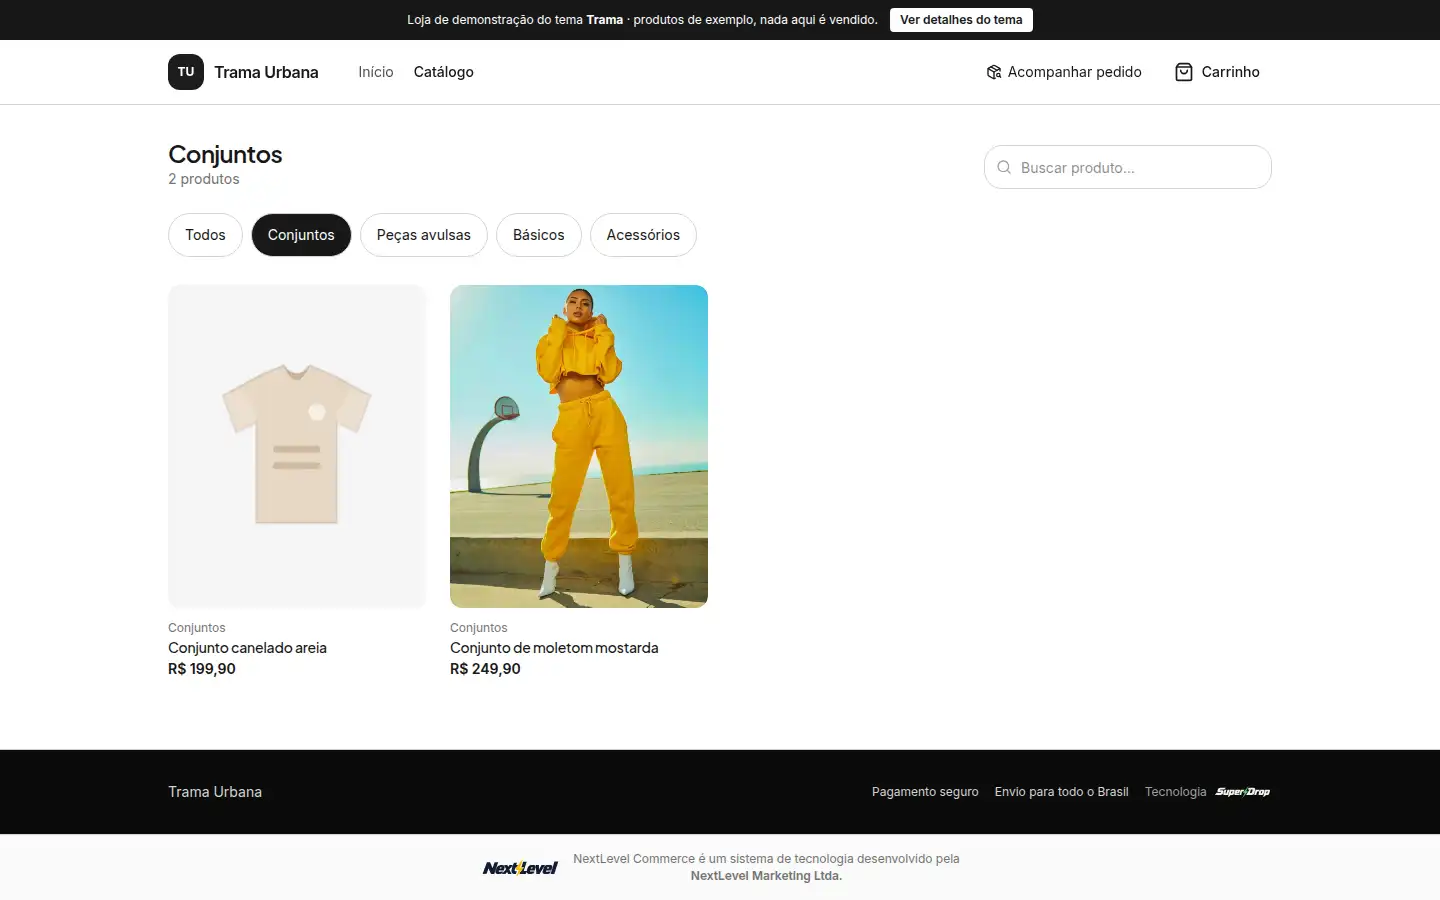 Loja de demonstração do tema Trama · produtos de exemplo, nada aqui é vendido. Ver detalhes do tema
TU Trama Urbana Início Catálogo Acompanhar pedido Carrinho
Conjuntos
2 produtos
Buscar produto...
Todos Conjuntos Peças avulsas Básicos Acessórios
Conjuntos
Conjunto canelado areia
R$ 199,90
Conjuntos
Conjunto de moletom mostarda
R$ 249,90
Trama Urbana Pagamento seguro Envio para todo o Brasil Tecnologia SuperDrop
NextLevel
NextLevel Commerce é um sistema de tecnologia desenvolvido pela
NextLevel Marketing Ltda.